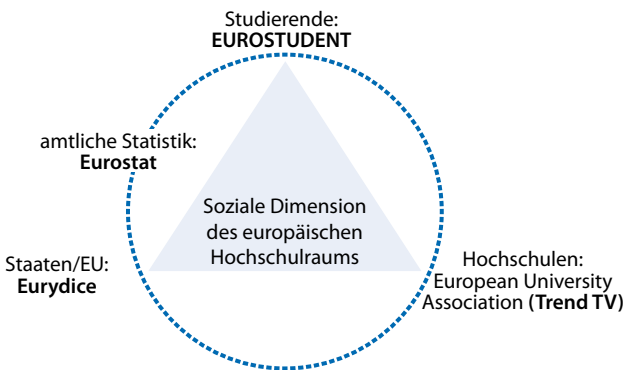 Studierende:
EUROSTUDENT
amtliche Statistik:
Eurostat
Soziale Dimension
des europäischen
Hochschulraums
Staaten/EU:
Eurydice
Hochschulen:
European University
Association (Trend TV)